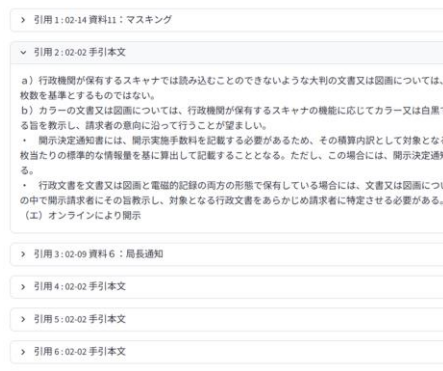 引用 1 : 02-14 資料11：マスキング
引用 2 : 02-02 手引本文
a）行政機関が保有するスキャナでは読み込むことのできないような大判の文書又は図画については、
枚数を基準とするものではない。
b）カラーの文書又は図画については、行政機関が保有するスキャナの機能に応じてカラー又は白黒で
る旨を教示し、請求者の意向に沿って行うことが望ましい。
・ 開示決定通知書には、開示実施手数料を記載する必要があるため、その積算内訳として対象となる
枚当たりの標準的な情報量を基に算出して記載することとなる。ただし、この場合には、開示決定通知
る。
・ 行政文書を文書又は図画と電磁的記録の両方の形態で保有している場合には、文書又は図画につい
の中で開示請求者にその旨教示し、対象となる行政文書をあらかじめ請求者に特定させる必要がある。
（エ）オンラインにより開示
引用 3 : 02-09 資料６：局長通知
引用 4 : 02-02 手引本文
引用 5 : 02-02 手引本文
引用 6 : 02-02 手引本文